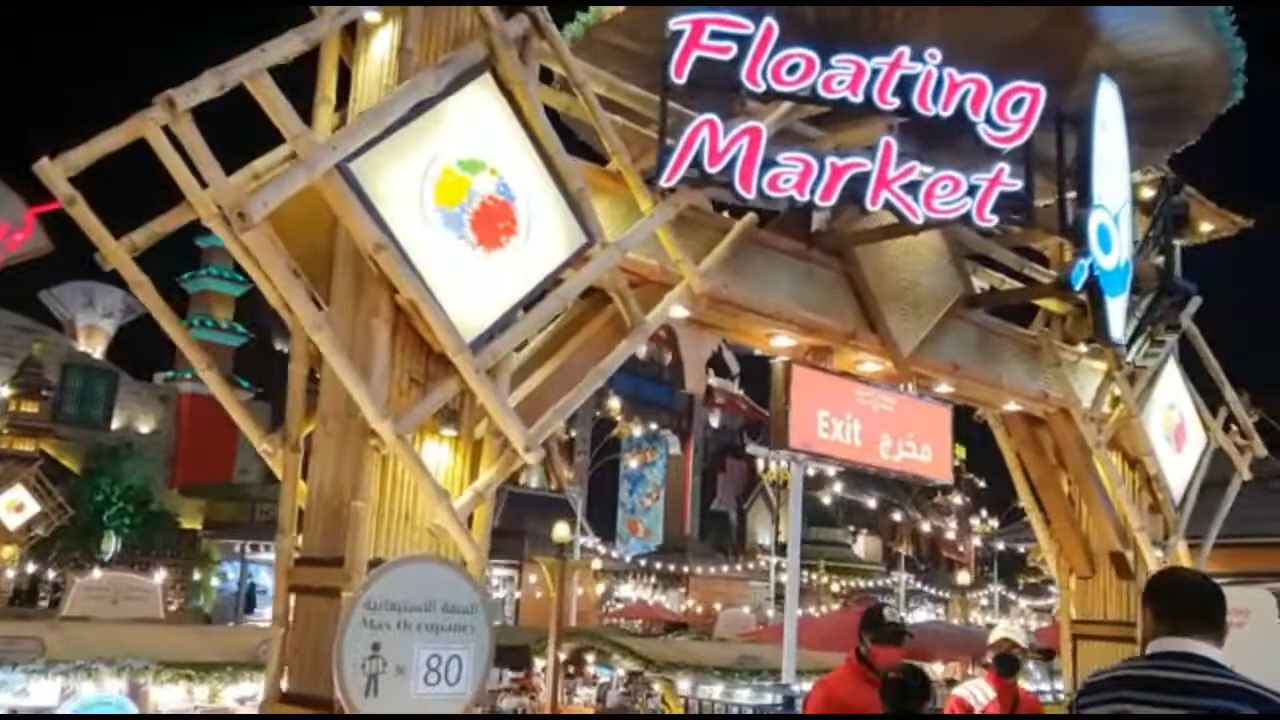 Floating
Market
Exit مخرج
السعة الاستيعابية
Max Occupancy
× 80